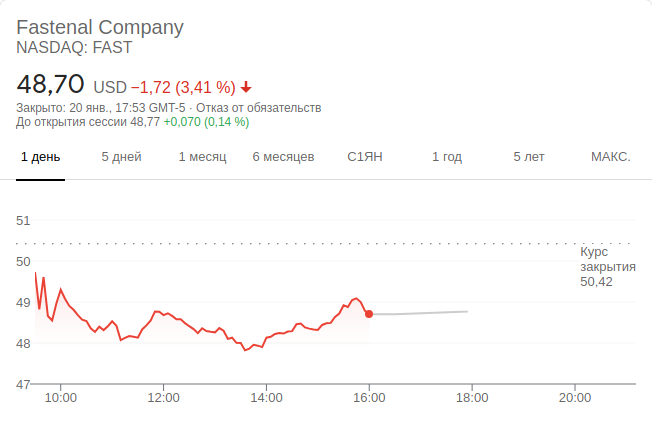 Fastenal Company
NASDAQ: FAST
48,70 USD −1,72 (3,41 %)
Закрыто: 20 янв., 17:53 GMT-5 · Отказ от обязательств
До открытия сессии 48,77 +0,070 (0,14 %)
1 день 5 дней 1 месяц 6 месяцев С1ЯН 1 год 5 лет МАКС.
51
50
49
48
47
Курс
закрытия
50,42
10:00 12:00 14:00 16:00 18:00 20:00